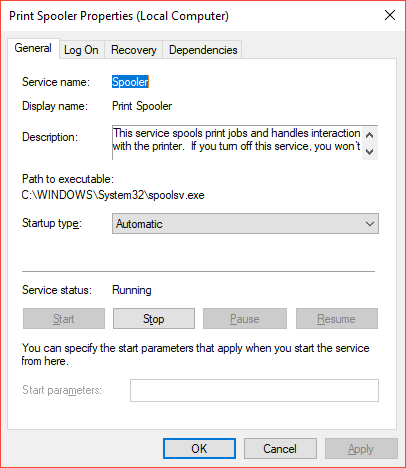 Print Spooler Properties (Local Computer)
General Log On Recovery Dependencies
Service name: Spooler
Display name: Print Spooler
Description: This service spools print jobs and handles interaction
with the printer. If you turn off this service, you won't
Path to executable:
C:\WINDOWS\System32\spoolsv.exe
Startup type: Automatic
Service status: Running
Start Stop Pause Resume
You can specify the start parameters that apply when you start the service
from here.
Start parameters:
OK Cancel Apply